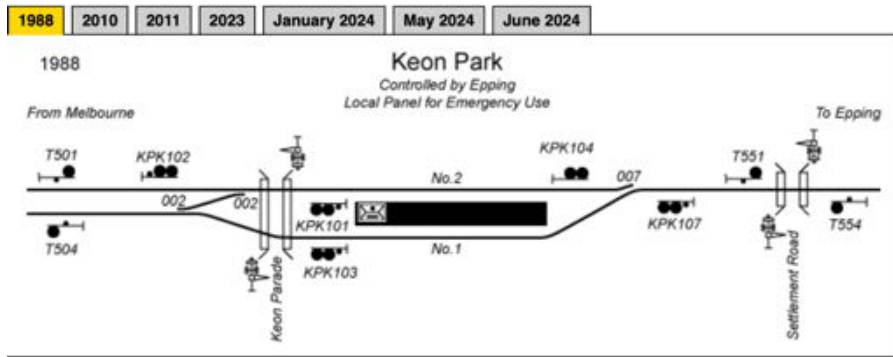 1988
2010
2011
2023
January 2024
May 2024
June 2024
1988
Keon Park
Controlled by Epping
Local Panel for Emergency Use
From Melbourne
To Epping
T501
KPK102
KPK104
T551
No.2
007
002
002
KPK101
KPK107
T554
T504
No.1
KPK103
Keon Parade
Settlement Road